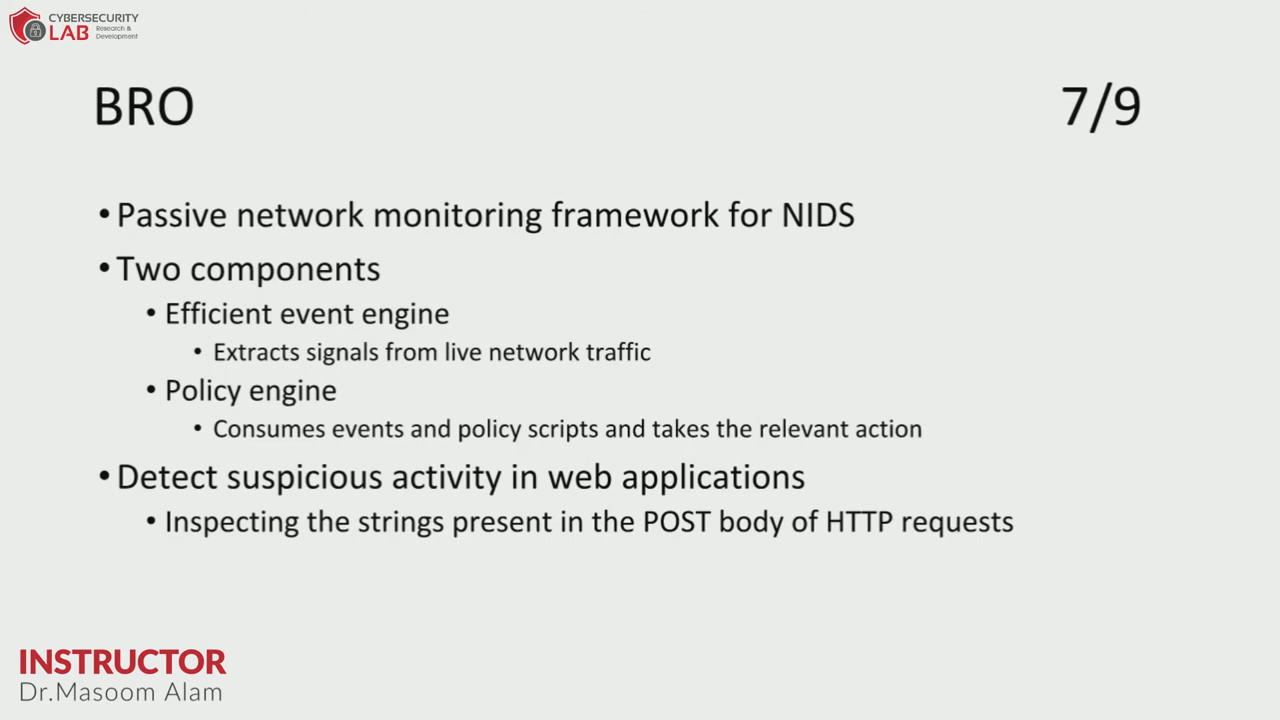 CYBERSECURITY
LAB Research &
Development
BRO 7/9
• Passive network monitoring framework for NIDS
• Two components
• Efficient event engine
• Extracts signals from live network traffic
• Policy engine
• Consumes events and policy scripts and takes the relevant action
• Detect suspicious activity in web applications
• Inspecting the strings present in the POST body of HTTP requests
INSTRUCTOR
Dr.Masoom Alam